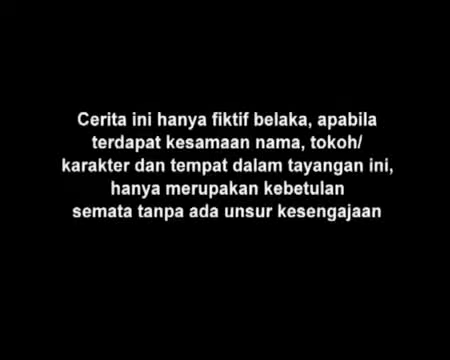 Cerita ini hanya fiktif belaka, apabila
terdapat kesamaan nama, tokoh/
karakter dan tempat dalam tayangan ini,
hanya merupakan kebetulan
semata tanpa ada unsur kesengajaan